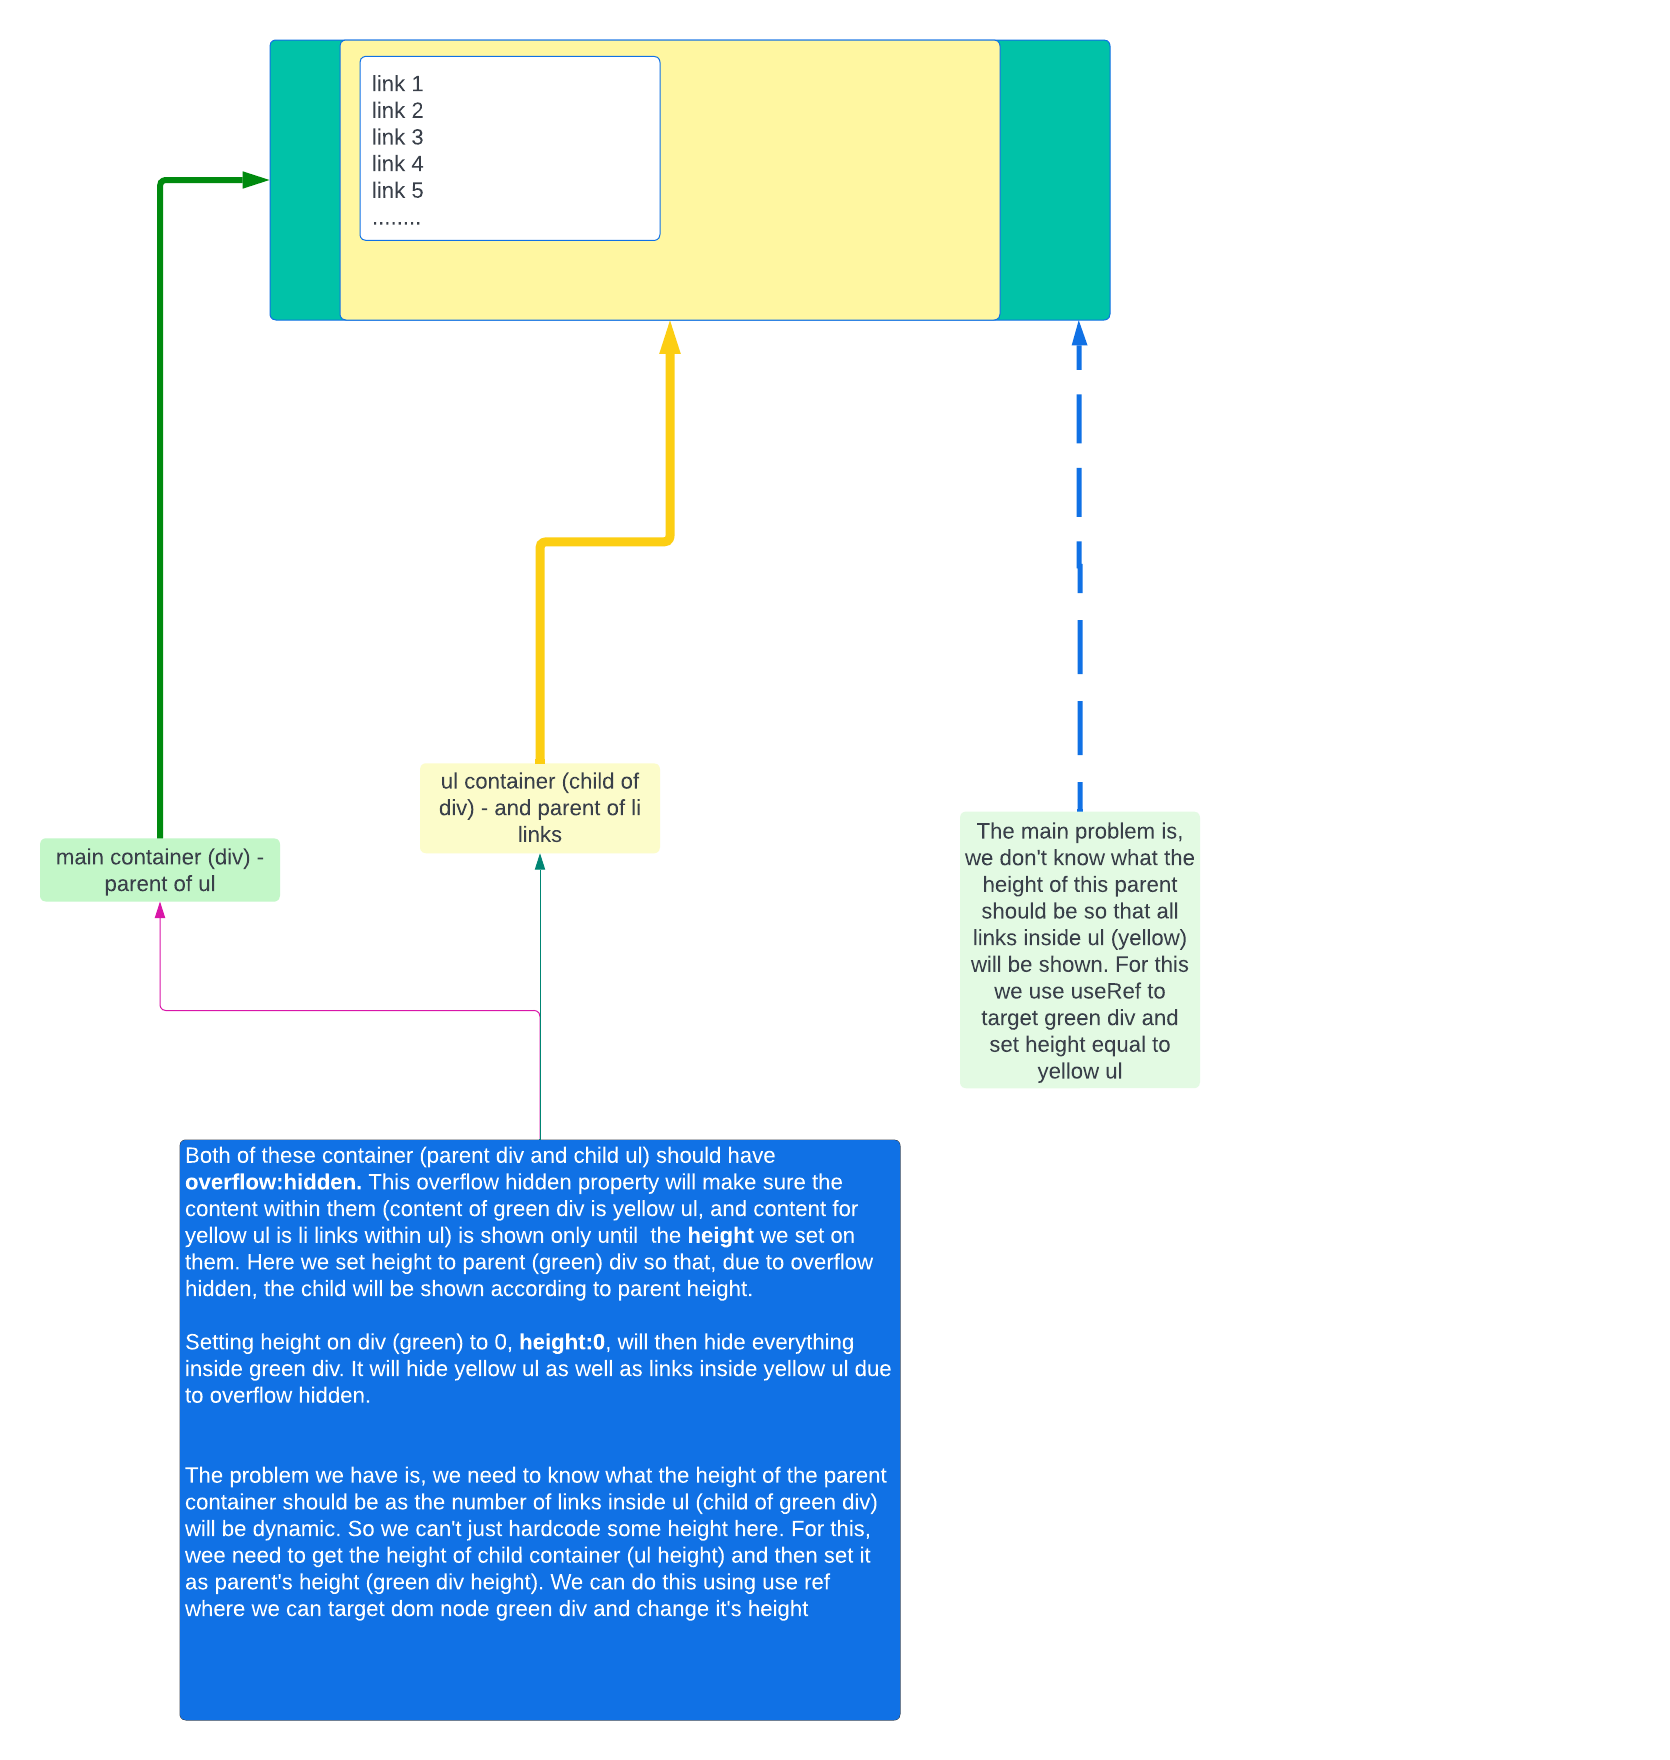 link 1
link 2
link 3
link 4
link 5
........
ul container (child of
div) - and parent of li
links
main container (div) -
parent of ul
The main problem is,
we don't know what the
height of this parent
should be so that all
links inside ul (yellow)
will be shown. For this
we use useRef to
target green div and
set height equal to
yellow ul
Both of these container (parent div and child ul) should have
overflow:hidden. This overflow hidden property will make sure the
content within them (content of green div is yellow ul, and content for
yellow ul is li links within ul) is shown only until  the height we set on
them. Here we set height to parent (green) div so that, due to overflow
hidden, the child will be shown according to parent height.
Setting height on div (green) to 0, height:0, will then hide everything
inside green div. It will hide yellow ul as well as links inside yellow ul due
to overflow hidden.
The problem we have is, we need to know what the height of the parent
container should be as the number of links inside ul (child of green div)
will be dynamic. So we can't just hardcode some height here. For this,
wee need to get the height of child container (ul height) and then set it
as parent's height (green div height). We can do this using use ref
where we can target dom node green div and change it's height